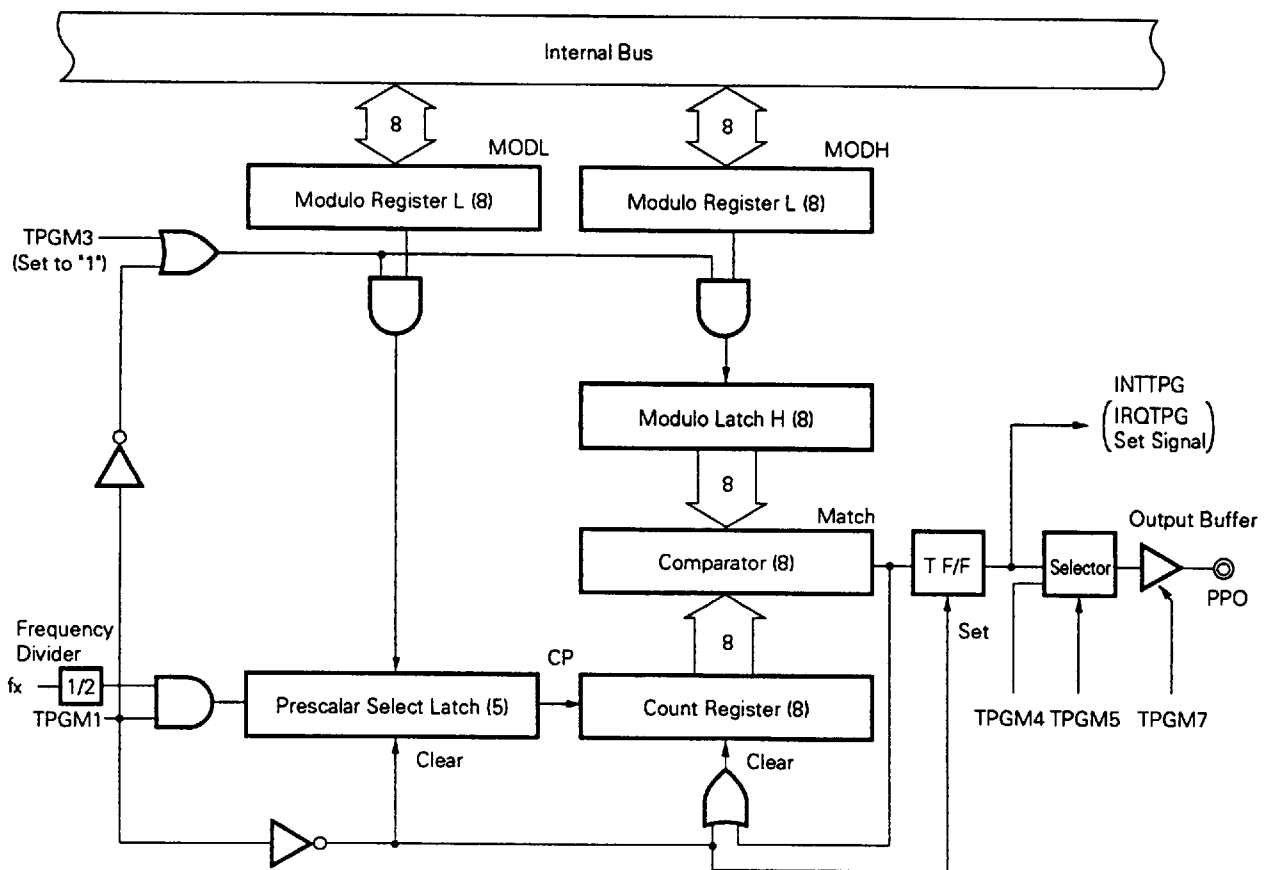 Internal Bus
8
8
MODL
MODH
Modulo Register L (8)
Modulo Register L (8)
TPGM3
(Set to "1")
Modulo Latch H (8)
INTTPG
IRQTPG
Set Signal
8
Match
Output Buffer
Comparator (8)
T F/F
Selector
PPO
Set
8
Frequency
Divider
CP
fx
1/2
Prescalar Select Latch (5)
Count Register (8)
TPGM1
TPGM4
TPGM5
TPGM7
Clear
Clear